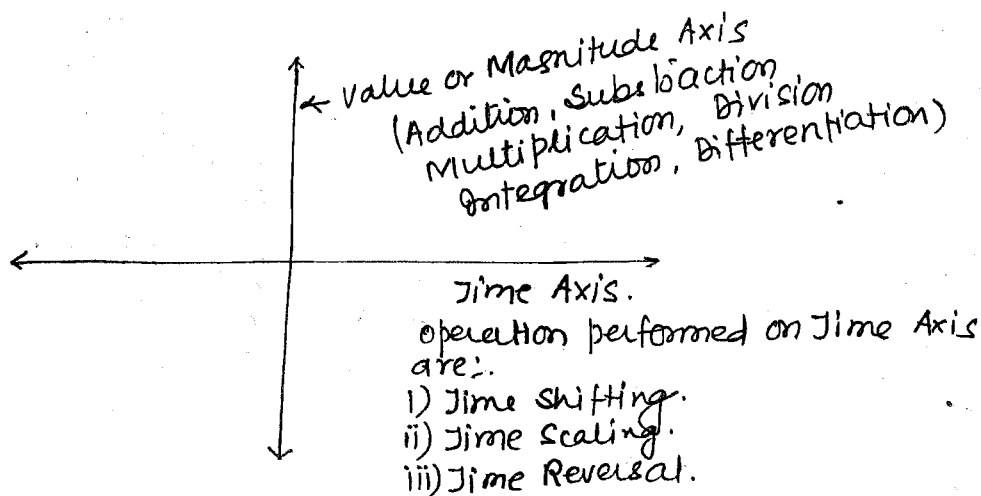 ← Value or Magnitude Axis
(Addition, Substraction
Multiplication, Division
Integration, Differentiation)
Time Axis.
operation performed on Time Axis
are:.
i) Time Shifting.
ii) Time Scaling.
iii) Time Reversal.